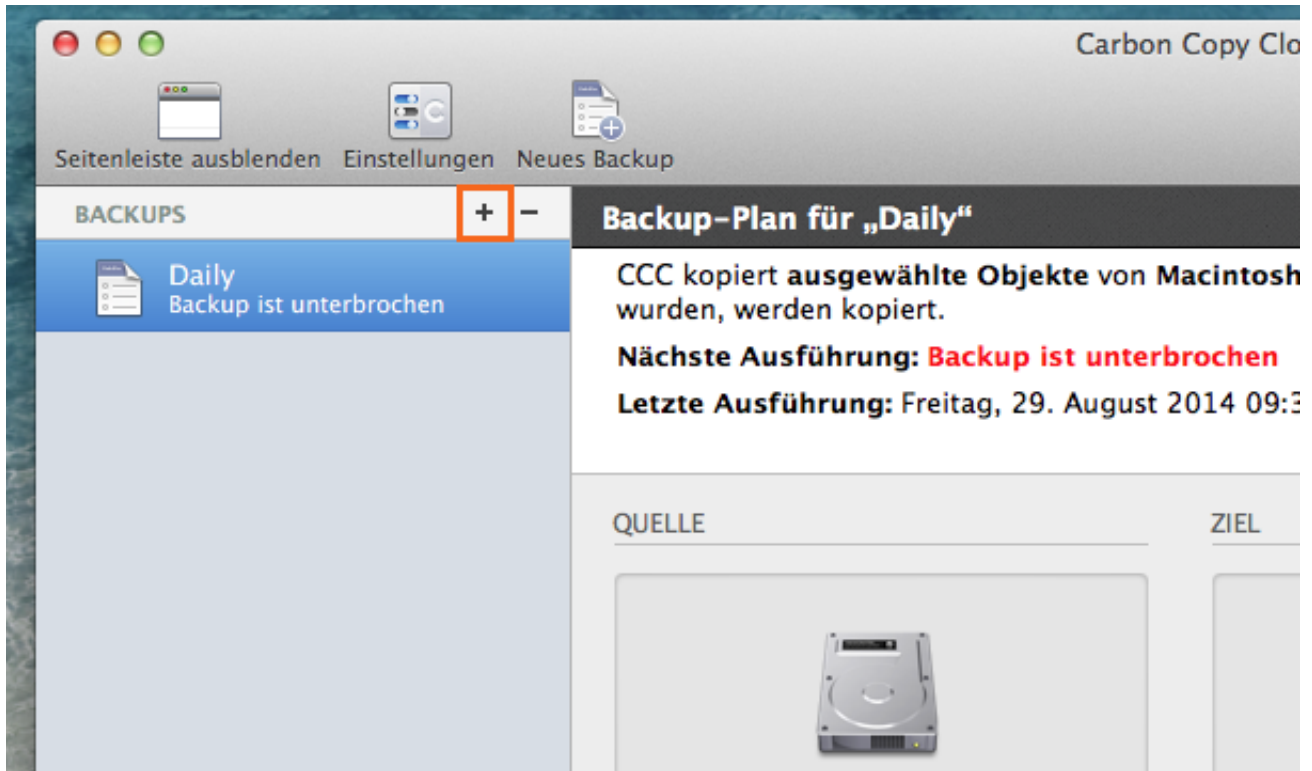 Carbon Copy Clo
Seitenleiste ausblenden Einstellungen Neues Backup
BACKUPS + −
Daily
Backup ist unterbrochen
Backup-Plan für „Daily“
CCC kopiert ausgewählte Objekte von Macintosh
wurden, werden kopiert.
Nächste Ausführung: Backup ist unterbrochen
Letzte Ausführung: Freitag, 29. August 2014 09:3
QUELLE
ZIEL